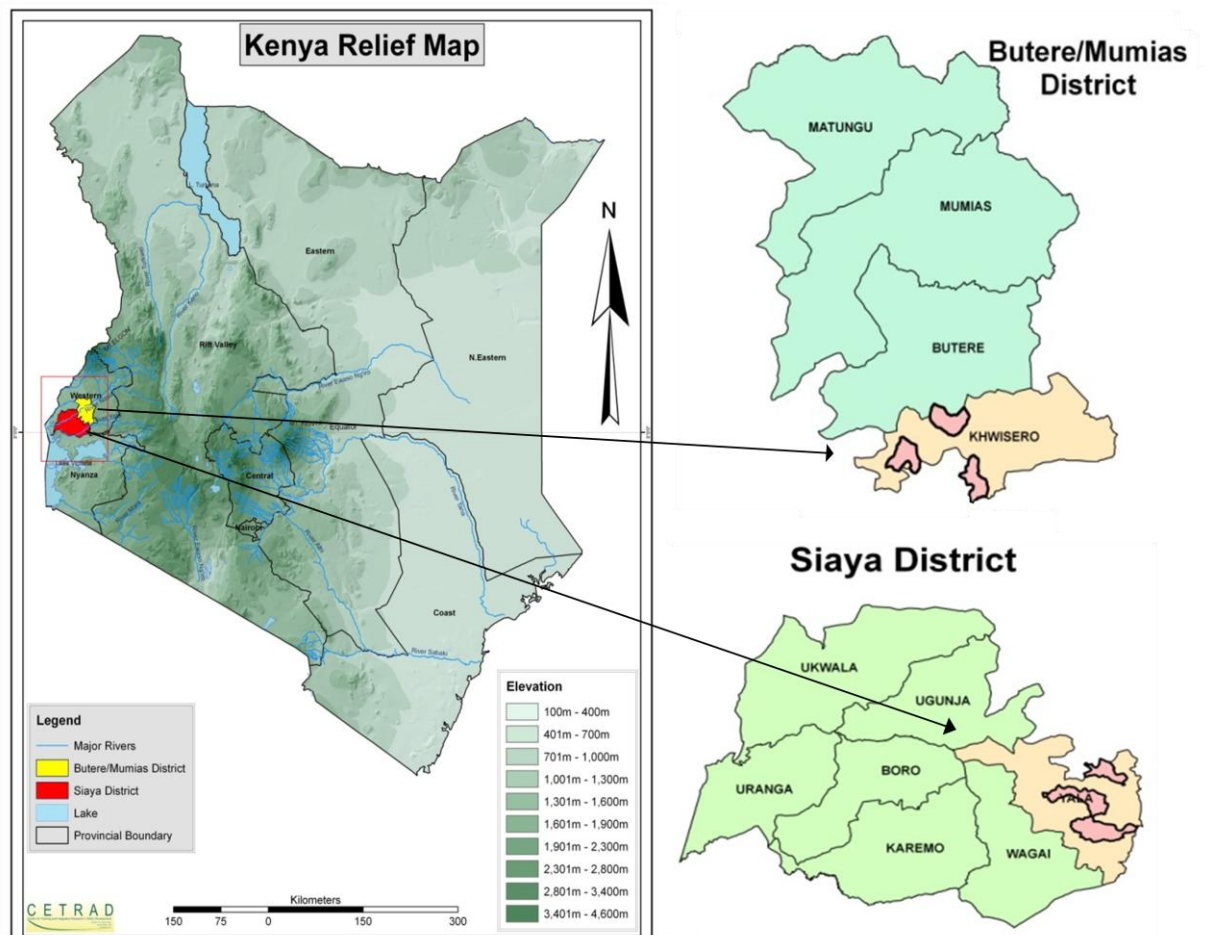 Kenya Relief Map
N
Turkana
Eastern
Rift Valley
N.Eastern
River Ewaso Ng'iro
Western
Equator
Nyanza
Central
Nairobi
River Tana
River Athi
Coast
River Sabaki
Legend
Major Rivers
Butere/Mumias District
Siaya District
Lake
Provincial Boundary
CETRAD
Kilometers
150 75 0 150 300
Elevation
100m - 400m
401m - 700m
701m - 1,000m
1,001m - 1,300m
1,301m - 1,600m
1,601m - 1,900m
1,901m - 2,300m
2,301m - 2,800m
2,801m - 3,400m
3,401m - 4,600m
Butere/Mumias
District
MATUNGU
MUMIAS
BUTERE
KHWISERO
Siaya District
UKWALA
UGUNJA
BORO
URANGA
YALA
KAREMO
WAGAI